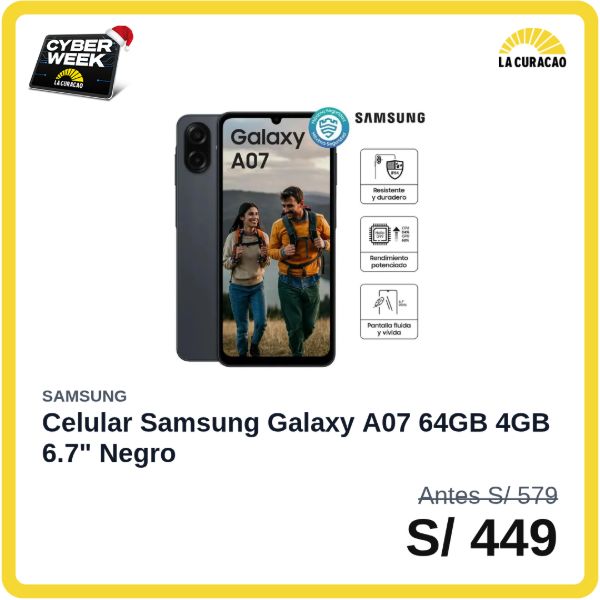 CYBER
WEEK
LA CURACAO
LA CURACAO
SAMSUNG
Galaxy
A07
IP54
Resistente
y duradero
Rendimiento
potenciado
Pantalla fluida
y vívida
SAMSUNG
Celular Samsung Galaxy A07 64GB 4GB
6.7" Negro
Antes S/ 579
S/ 449